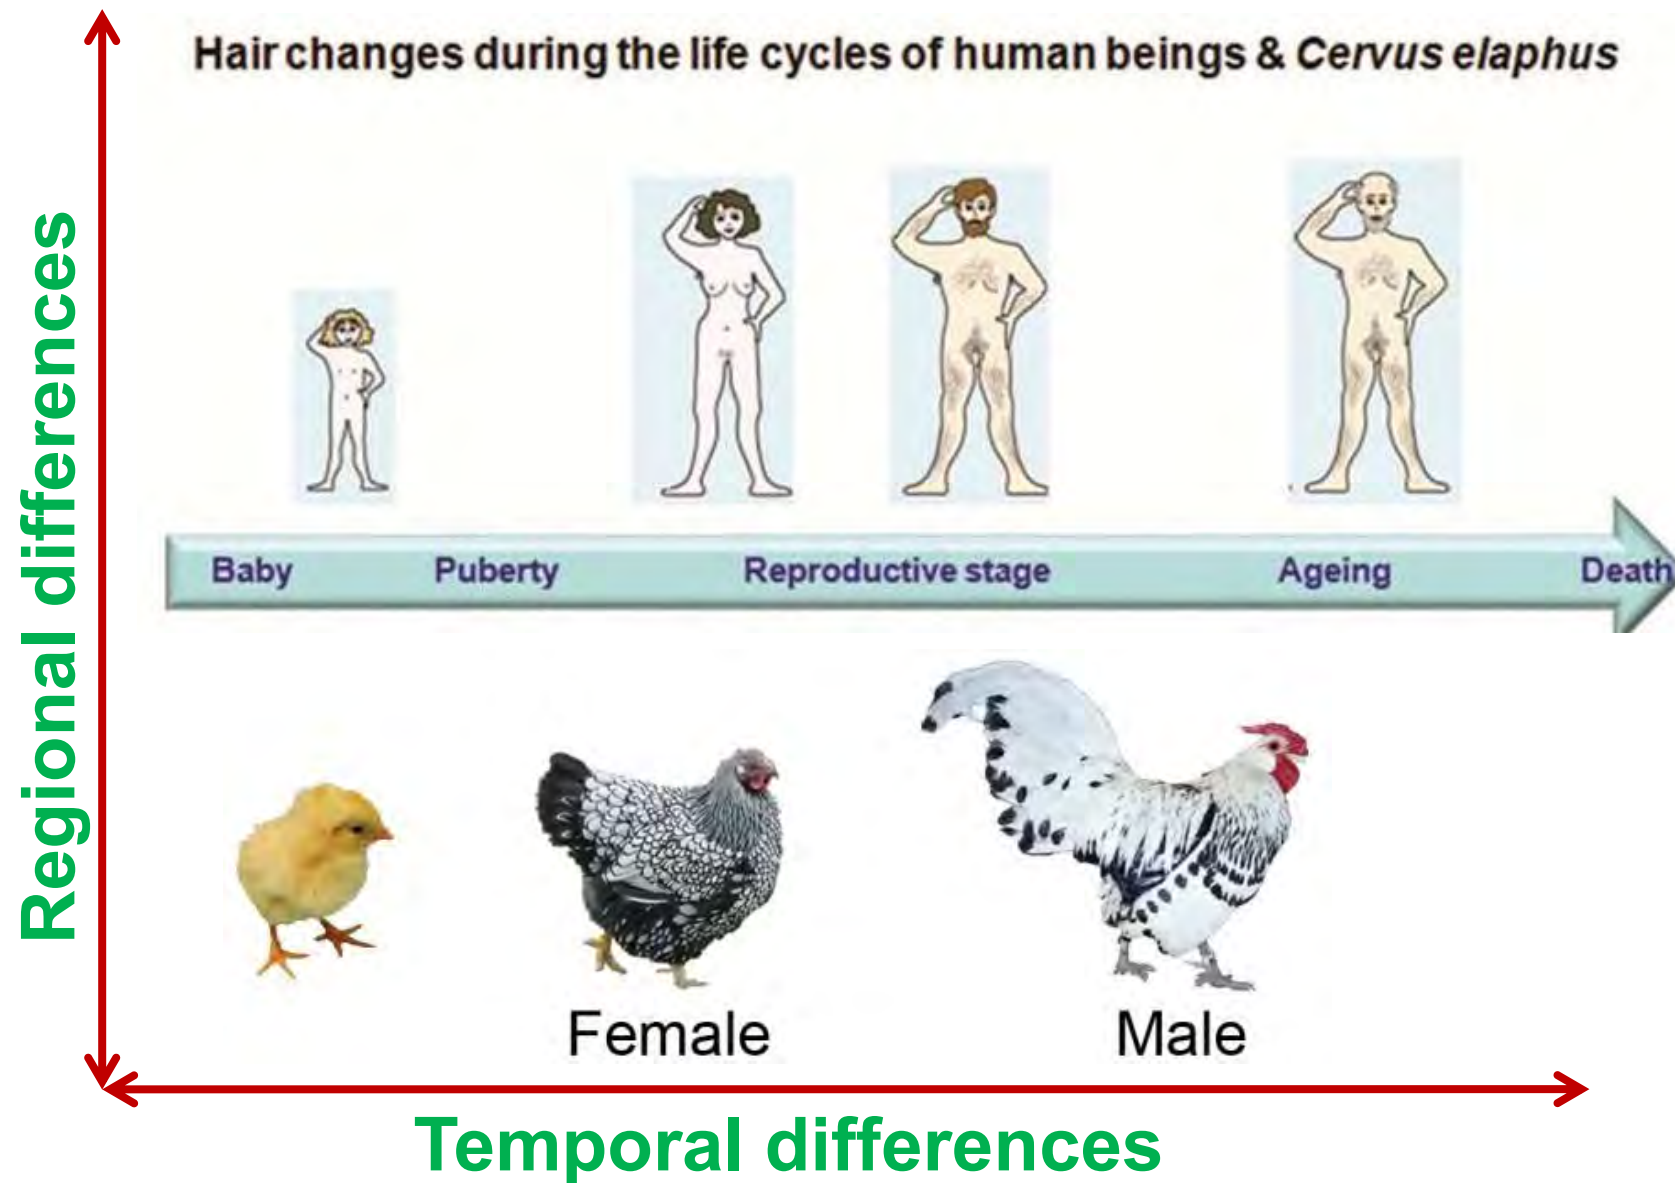 Hair changes during the life cycles of human beings & Cervus elaphus
Regional differences
Baby Puberty Reproductive stage Ageing Death
Female Male
Temporal differences